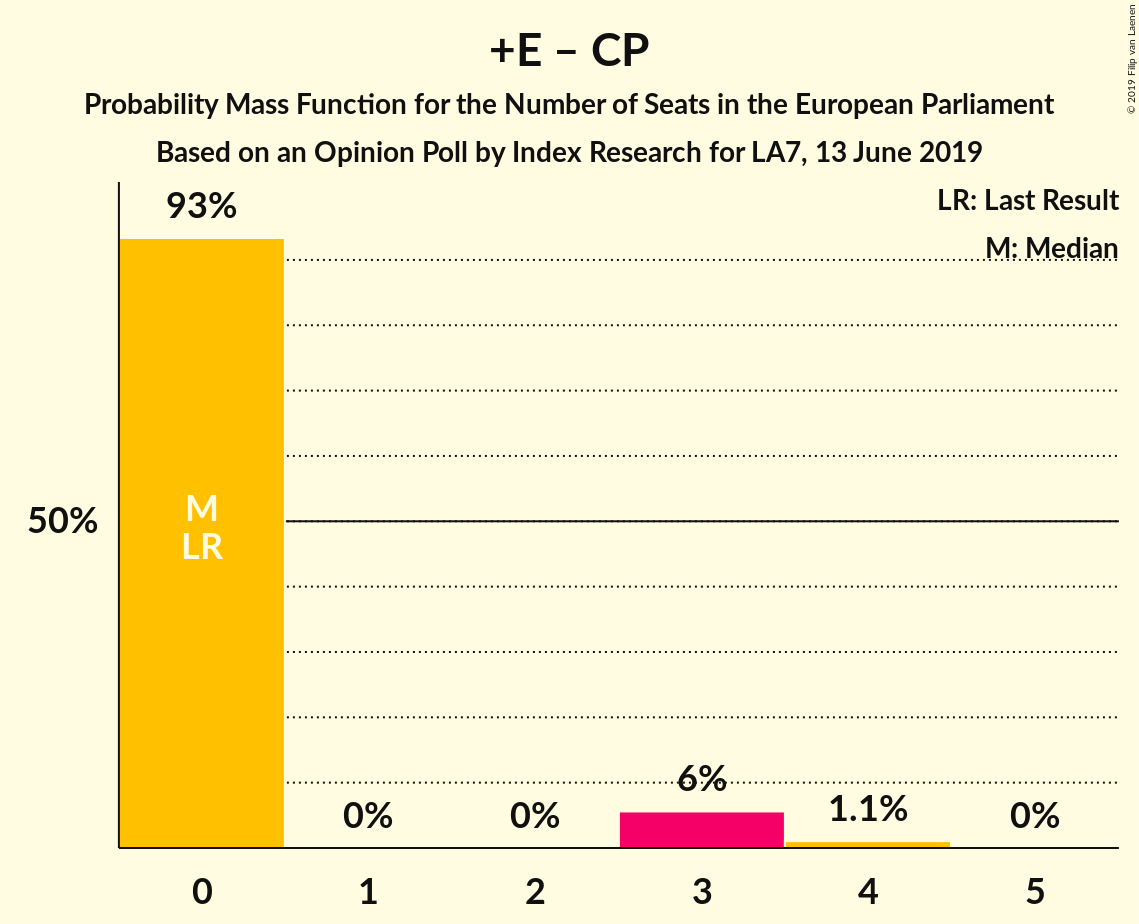 +E – CP
Probability Mass Function for the Number of Seats in the European Parliament
Based on an Opinion Poll by Index Research for LA7, 13 June 2019
© 2019 Filip van Laenen
LR: Last Result
M: Median
93%
50%
M
LR
0%
0%
6%
1.1%
0%
0
1
2
3
4
5